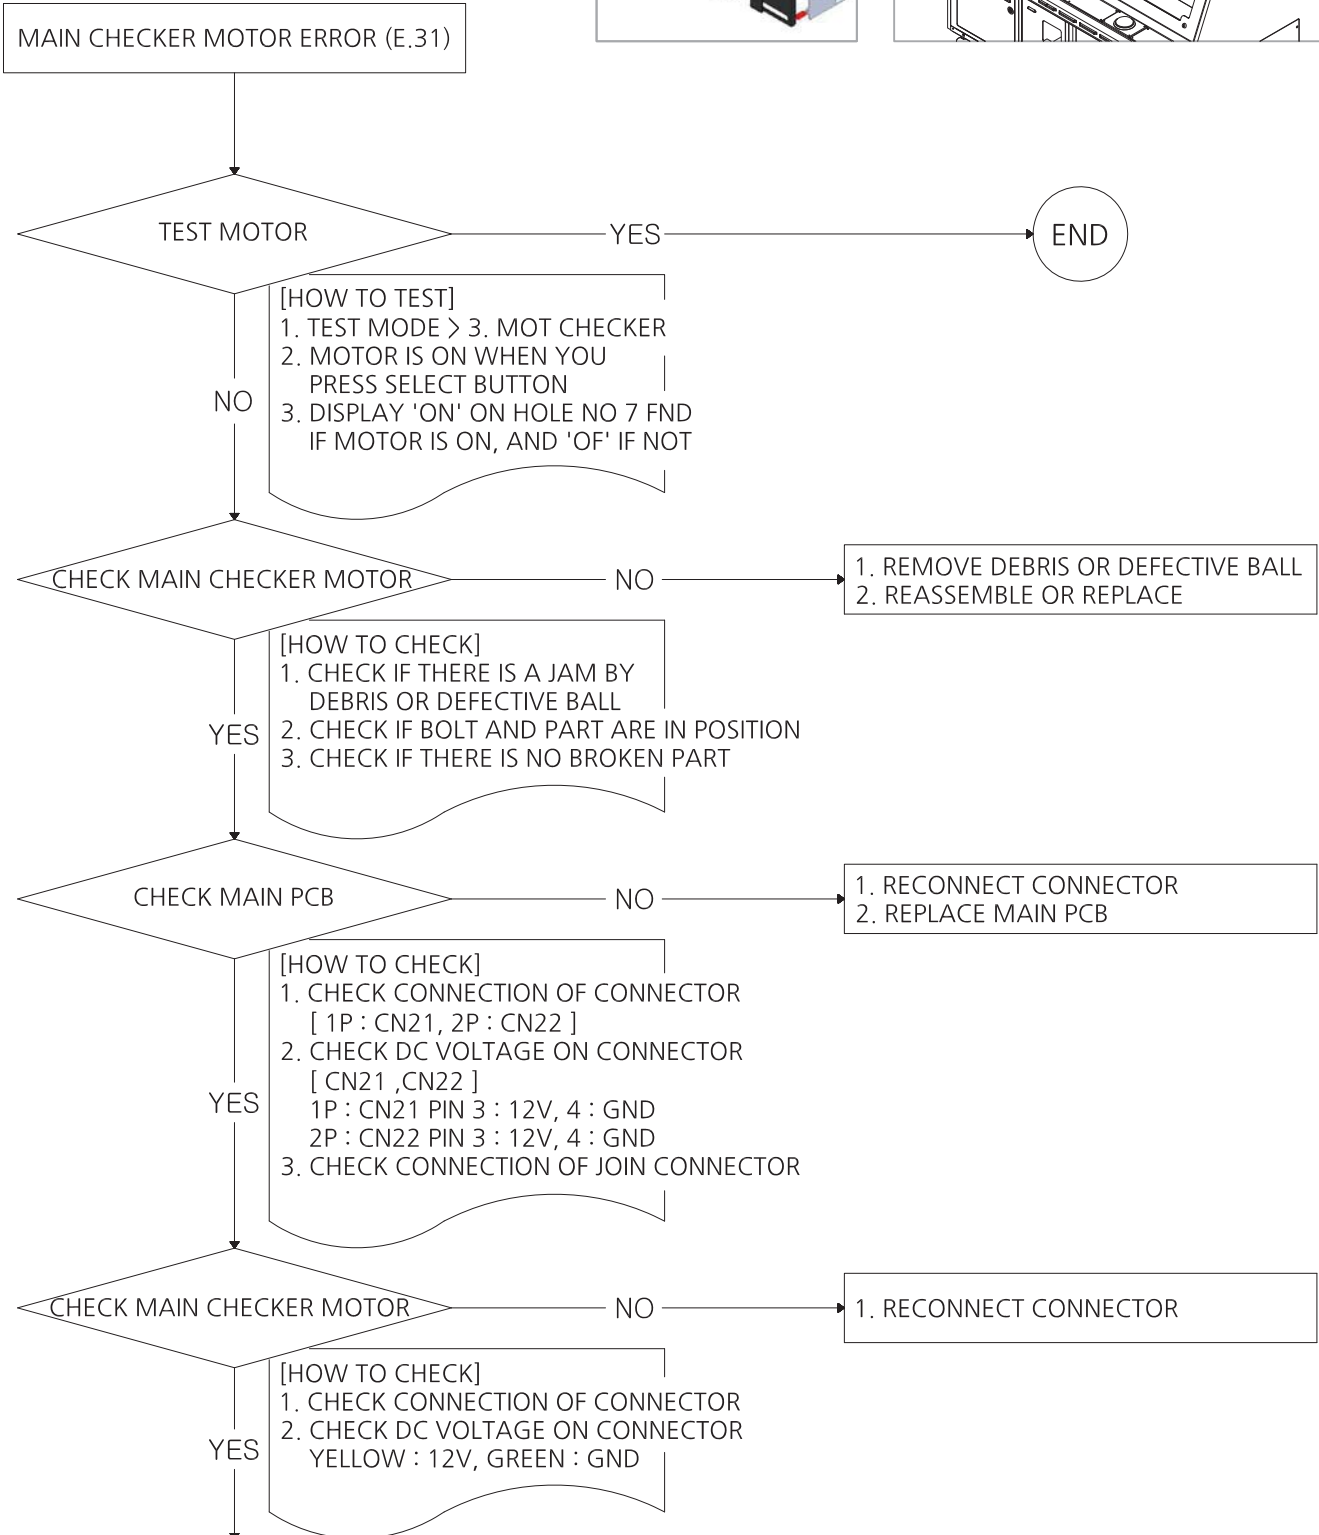 MAIN CHECKER MOTOR ERROR (E.31)
TEST MOTOR
YES
END
[HOW TO TEST]
1. TEST MODE > 3. MOT CHECKER
2. MOTOR IS ON WHEN YOU
PRESS SELECT BUTTON
3. DISPLAY 'ON' ON HOLE NO 7 FND
IF MOTOR IS ON, AND 'OF' IF NOT
NO
CHECK MAIN CHECKER MOTOR
NO
1. REMOVE DEBRIS OR DEFECTIVE BALL
2. REASSEMBLE OR REPLACE
[HOW TO CHECK]
1. CHECK IF THERE IS A JAM BY
DEBRIS OR DEFECTIVE BALL
2. CHECK IF BOLT AND PART ARE IN POSITION
3. CHECK IF THERE IS NO BROKEN PART
YES
CHECK MAIN PCB
NO
1. RECONNECT CONNECTOR
2. REPLACE MAIN PCB
[HOW TO CHECK]
1. CHECK CONNECTION OF CONNECTOR
[ 1P : CN21, 2P : CN22 ]
2. CHECK DC VOLTAGE ON CONNECTOR
[ CN21 ,CN22 ]
1P : CN21 PIN 3 : 12V, 4 : GND
2P : CN22 PIN 3 : 12V, 4 : GND
3. CHECK CONNECTION OF JOIN CONNECTOR
YES
CHECK MAIN CHECKER MOTOR
NO
1. RECONNECT CONNECTOR
[HOW TO CHECK]
1. CHECK CONNECTION OF CONNECTOR
2. CHECK DC VOLTAGE ON CONNECTOR
YELLOW : 12V, GREEN : GND
YES